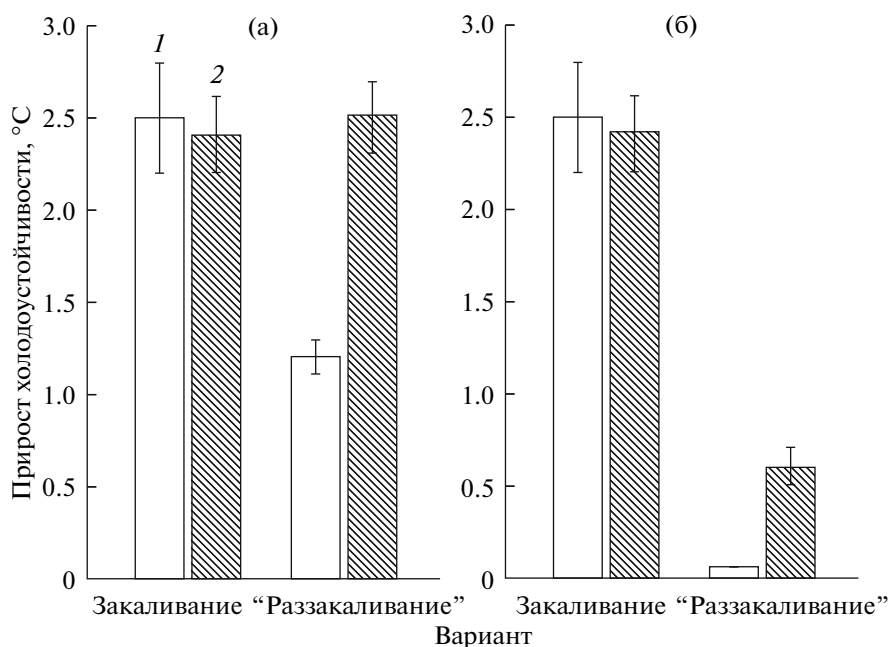 (а)
(б)
Прирост холодоустойчивости, °С
3.0
2.5
2.0
1.5
1.0
0.5
0
1
2
3.0
2.5
2.0
1.5
1.0
0.5
0
Закаливание “Раззакаливание”
Закаливание “Раззакаливание”
Вариант